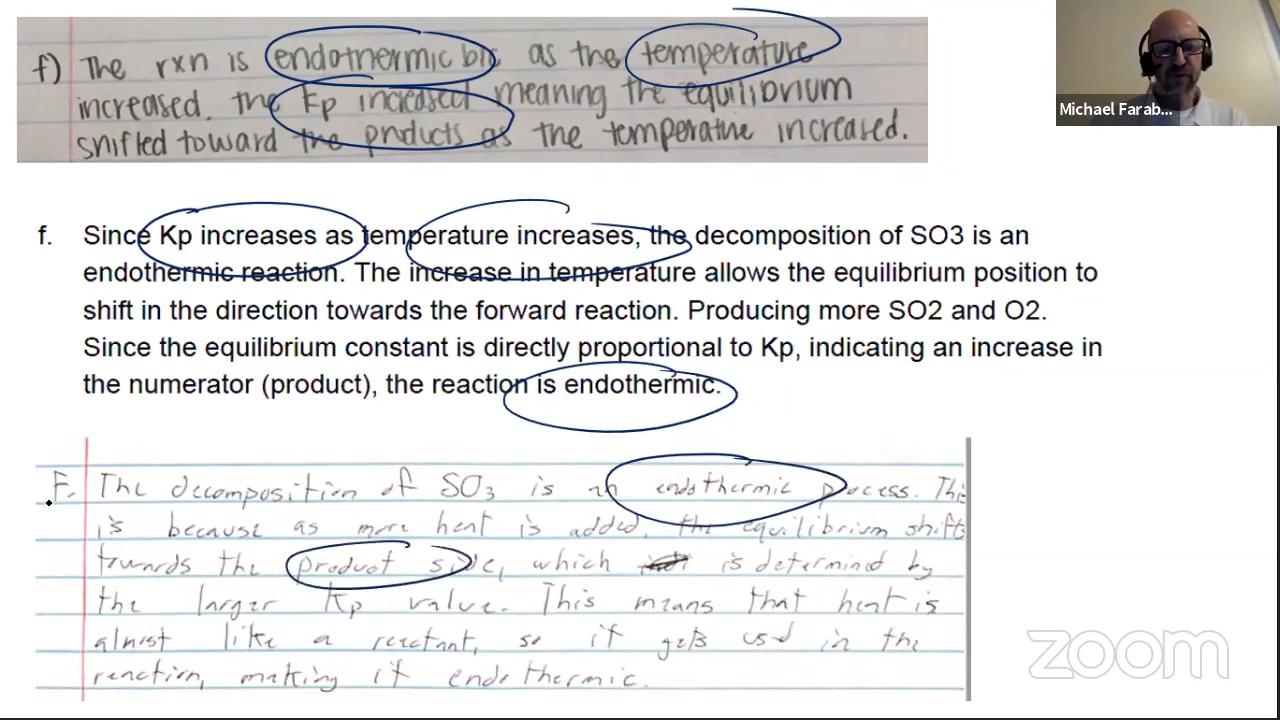 f) The rxn is endothermic b/c as the temperature
increased, the Kp increased meaning the equilibrium
shifted toward the products as the temperature increased.
Michael Farab...
f. Since Kp increases as temperature increases, the decomposition of SO3 is an
endothermic reaction. The increase in temperature allows the equilibrium position to
shift in the direction towards the forward reaction. Producing more SO2 and O2.
Since the equilibrium constant is directly proportional to Kp, indicating an increase in
the numerator (product), the reaction is endothermic.
F. The decomposition of SO3 is an endothermic process. This
is because as more heat is added, the equilibrium shifts
towards the product side, which is determined by
the larger Kp value. This means that heat is
almost like a reactant, so it gets used in the
reaction, making it endothermic.
zoom